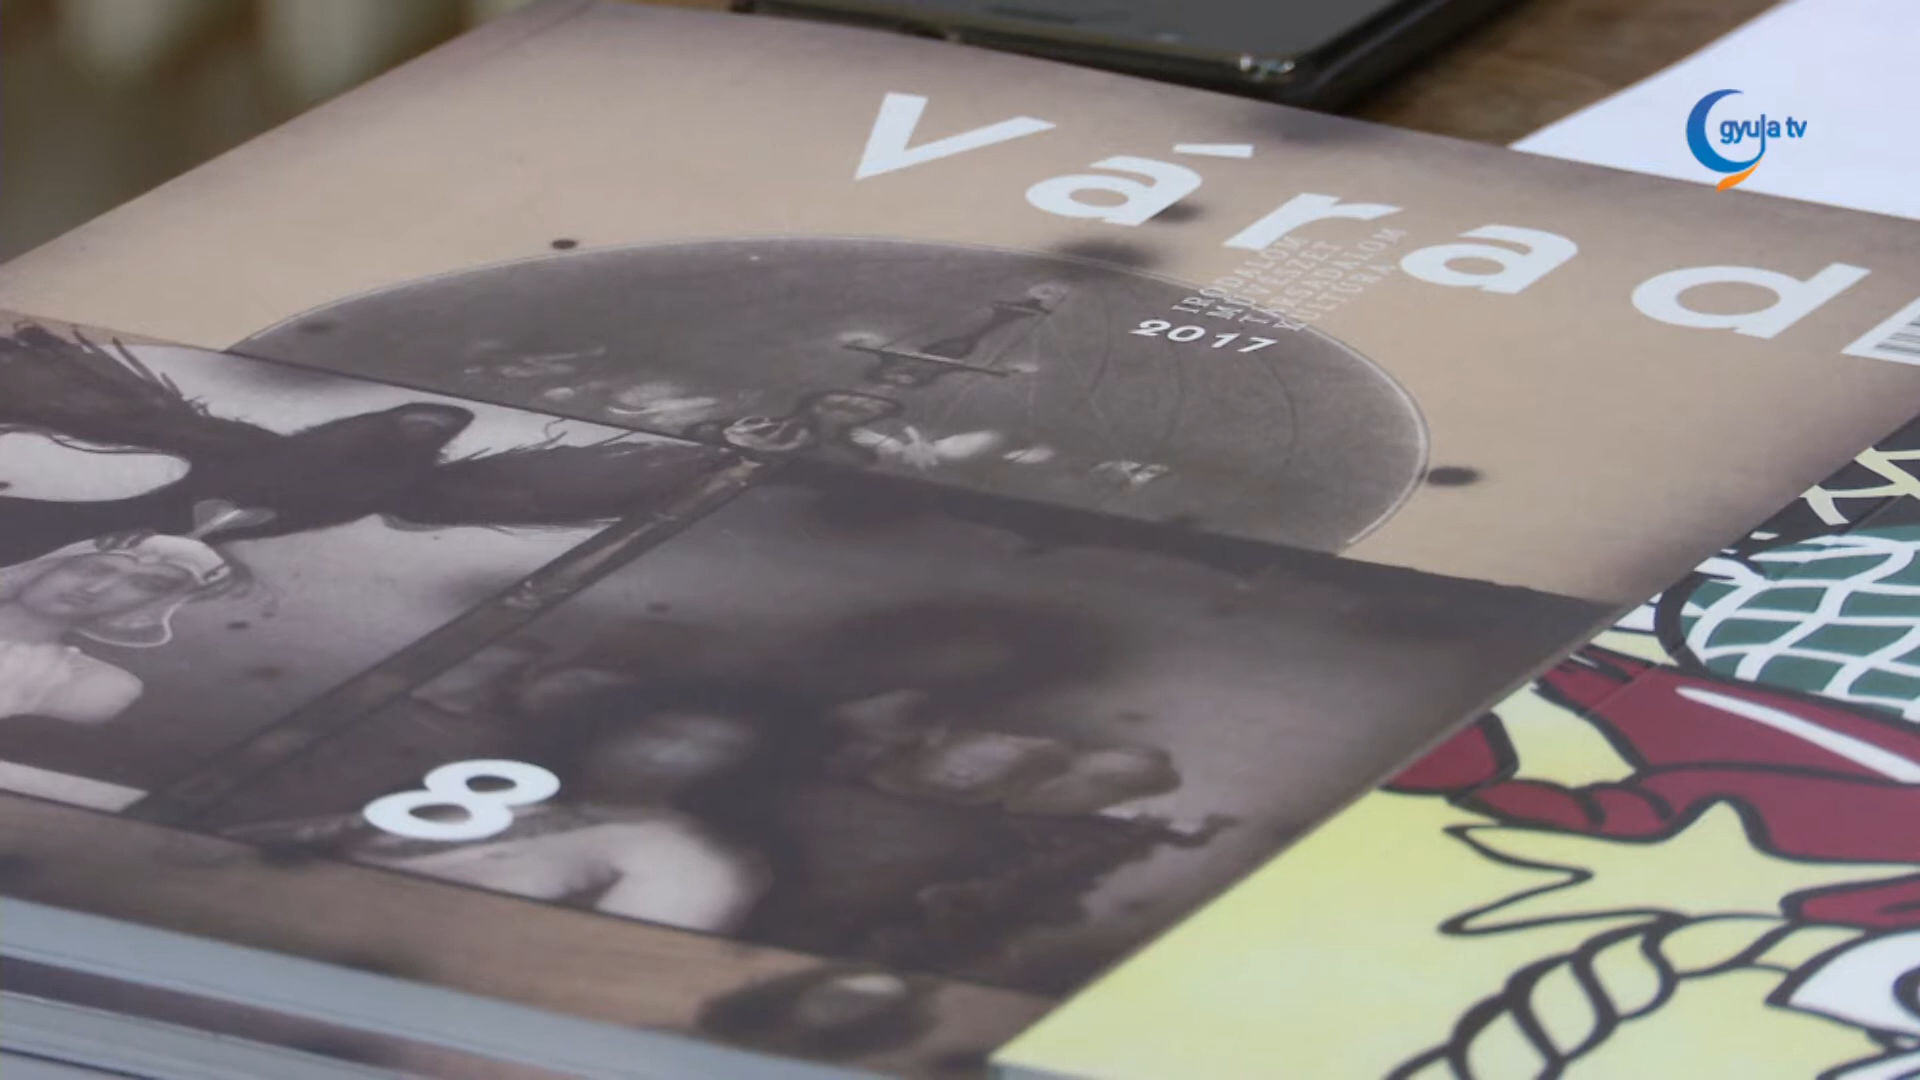 gyula tv
Várad
IRODALOM
MŰVÉSZET
TÁRSADALOM
KULTÚRA
2017
8